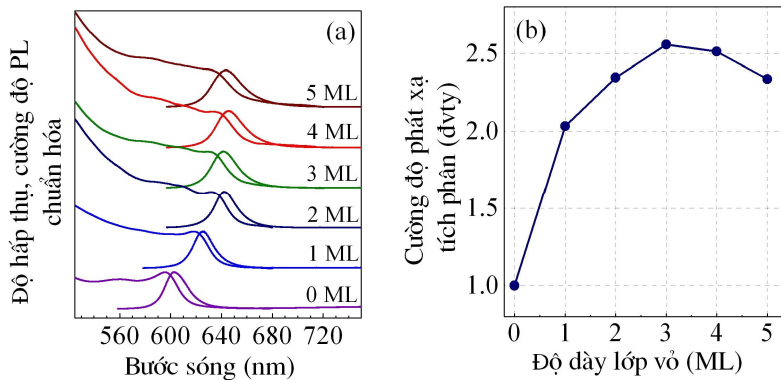 (a)
Độ hấp thụ, cường độ PL
chuẩn hóa
5 ML
4 ML
3 ML
2 ML
1 ML
0 ML
560 600 640 680 720
Bước sóng (nm)
(b)
Cường độ phát xạ
tích phân (đvty)
2.5
2.0
1.5
1.0
0 1 2 3 4 5
Độ dày lớp vỏ (ML)